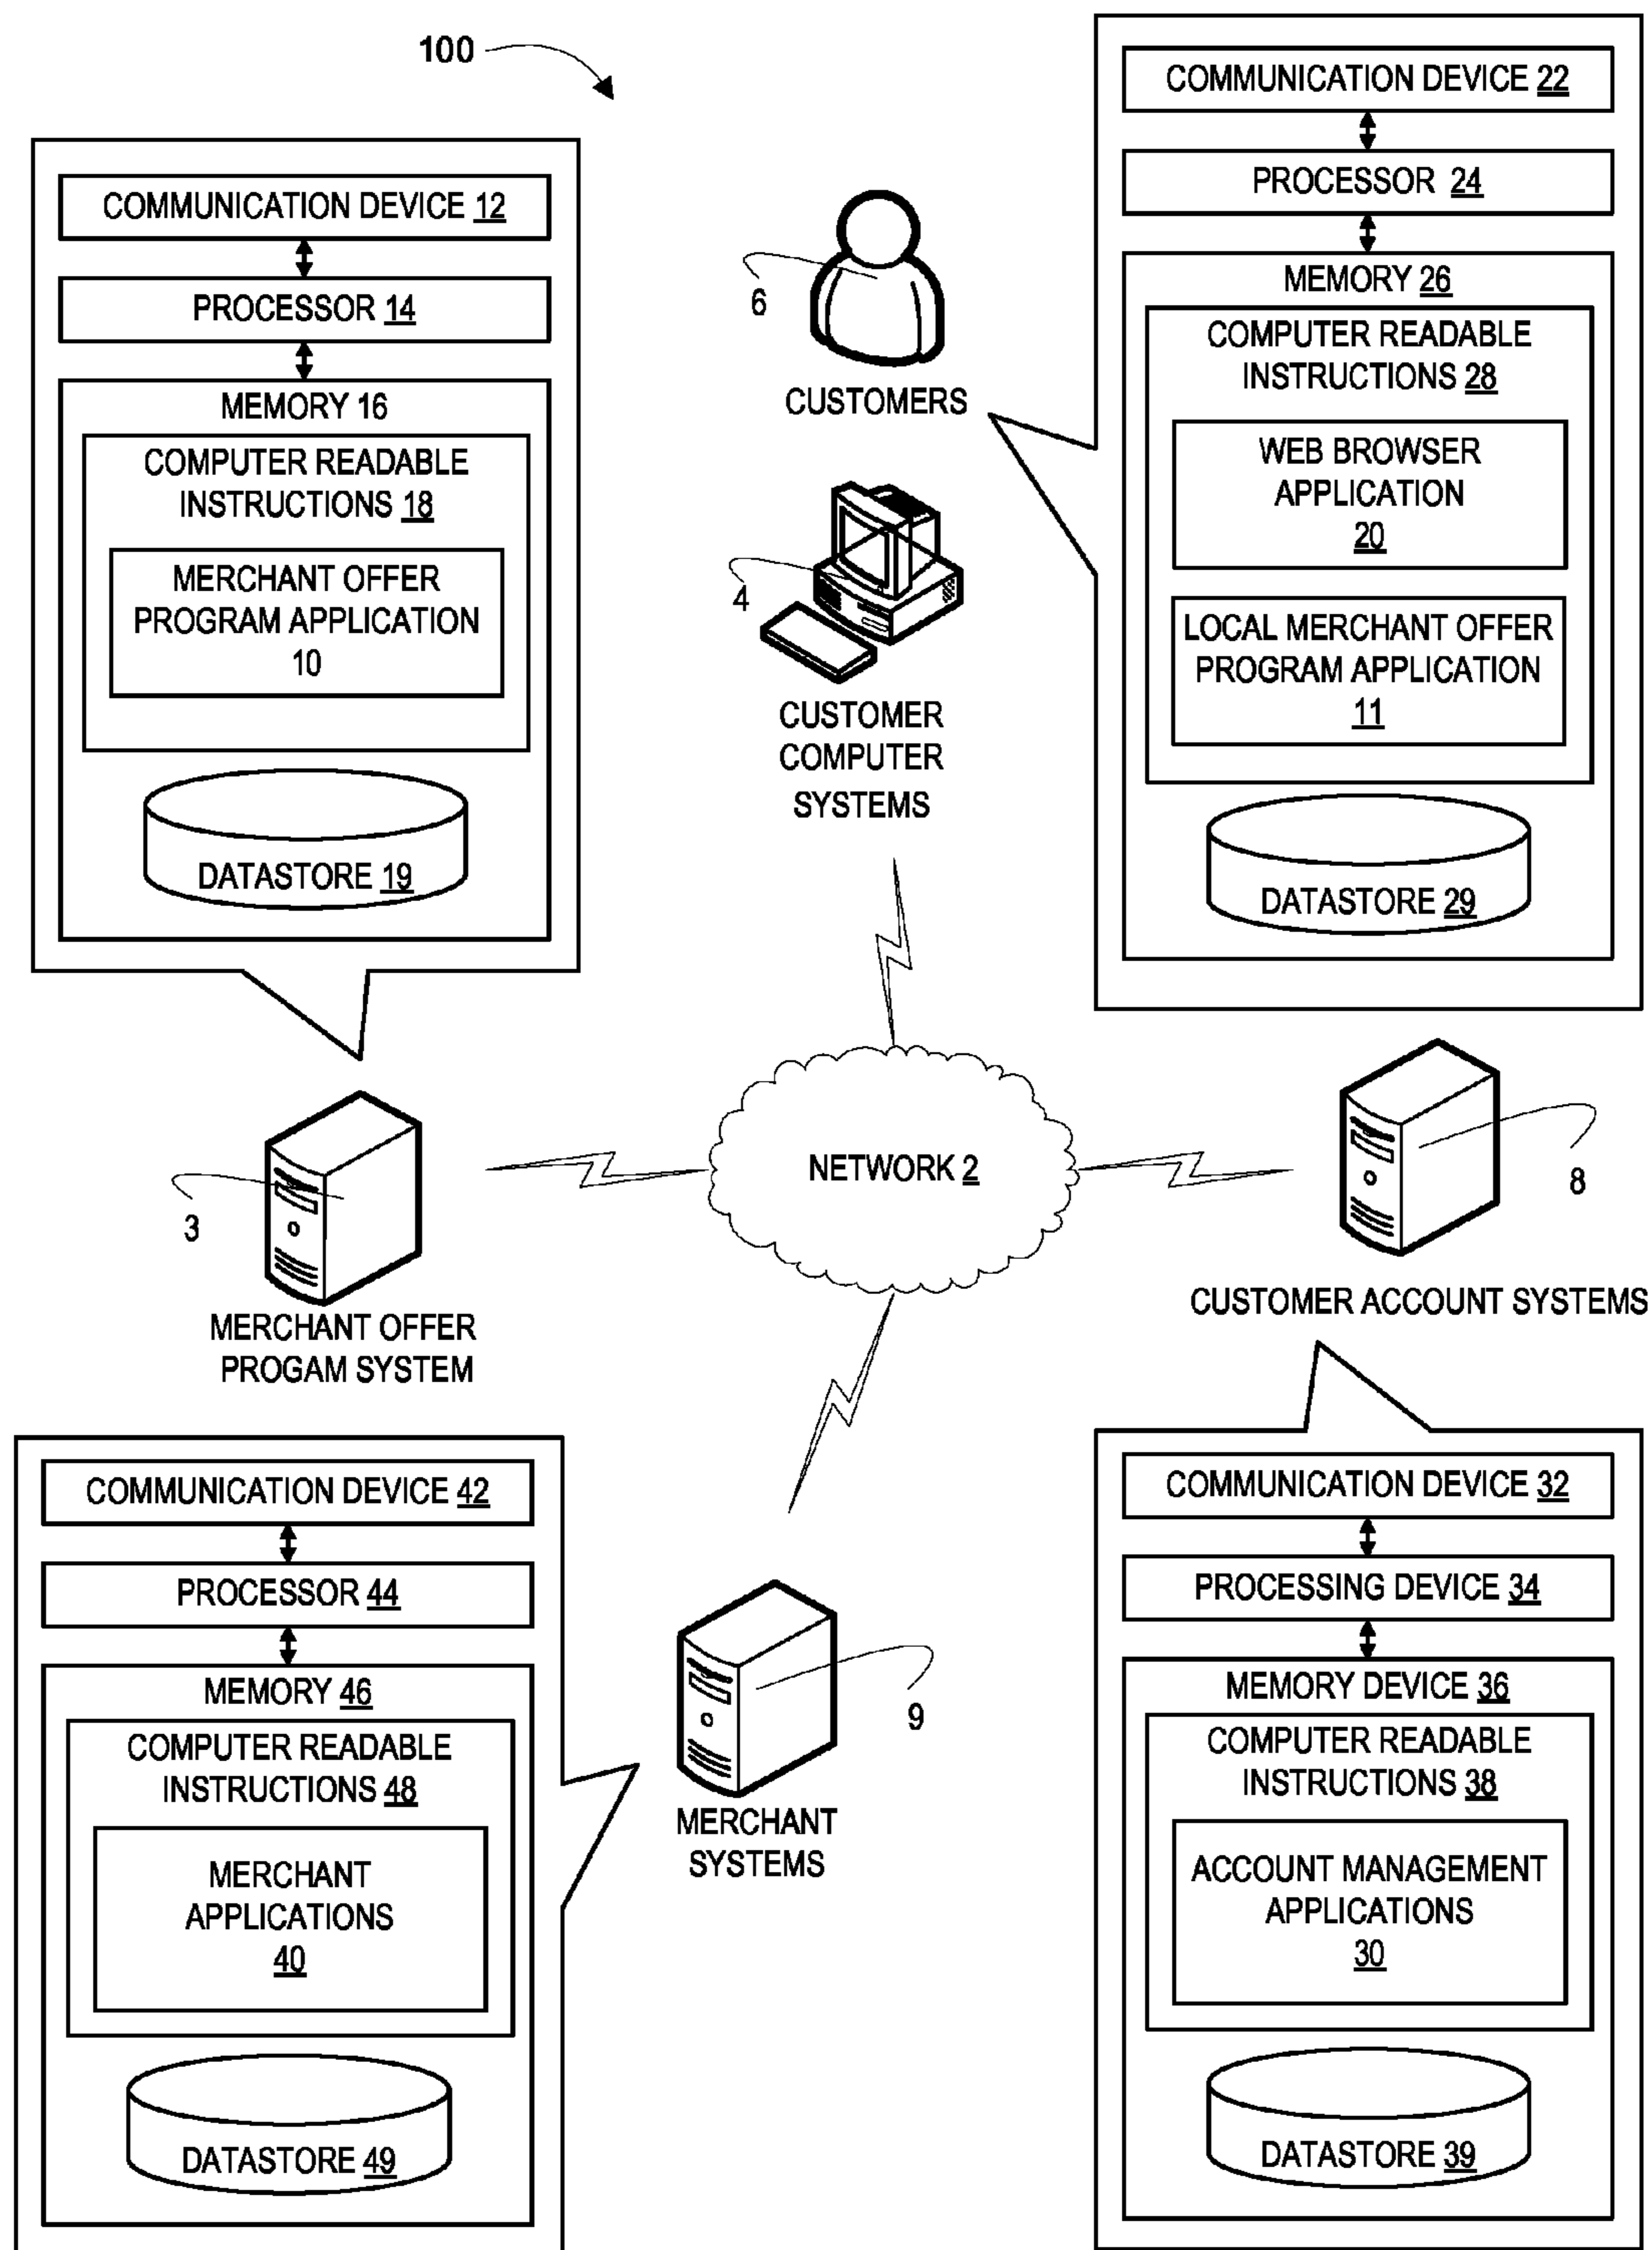 100
COMMUNICATION DEVICE 12
PROCESSOR 14
MEMORY 16
COMPUTER READABLE
INSTRUCTIONS 18
MERCHANT OFFER
PROGRAM APPLICATION
10
DATASTORE 19
6
CUSTOMERS
4
CUSTOMER
COMPUTER
SYSTEMS
COMMUNICATION DEVICE 22
PROCESSOR 24
MEMORY 26
COMPUTER READABLE
INSTRUCTIONS 28
WEB BROWSER
APPLICATION
20
LOCAL MERCHANT OFFER
PROGRAM APPLICATION
11
DATASTORE 29
3
MERCHANT OFFER
PROGAM SYSTEM
NETWORK 2
8
CUSTOMER ACCOUNT SYSTEMS
COMMUNICATION DEVICE 42
PROCESSOR 44
MEMORY 46
COMPUTER READABLE
INSTRUCTIONS 48
MERCHANT
APPLICATIONS
40
DATASTORE 49
9
MERCHANT
SYSTEMS
COMMUNICATION DEVICE 32
PROCESSING DEVICE 34
MEMORY DEVICE 36
COMPUTER READABLE
INSTRUCTIONS 38
ACCOUNT MANAGEMENT
APPLICATIONS
30
DATASTORE 39